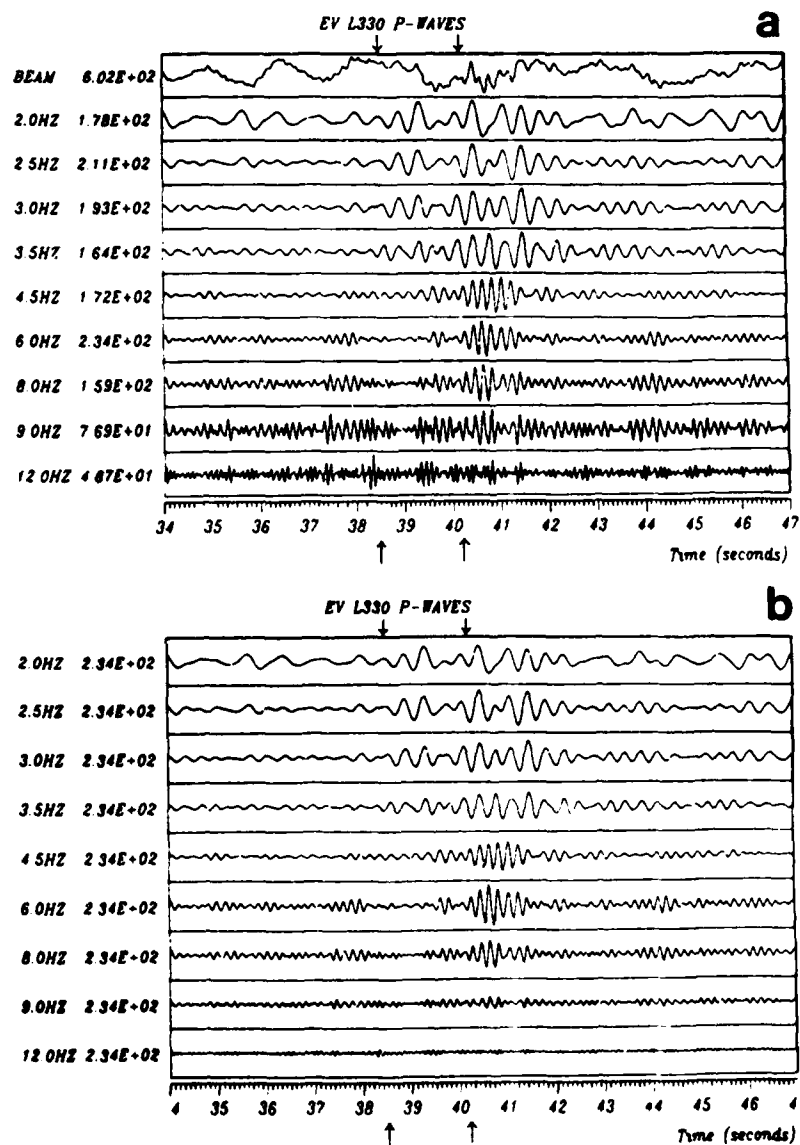 a
EV L330 P-WAVES
BEAM 6.02E+02
2.0HZ 1.78E+02
2.5HZ 2.11E+02
3.0HZ 1.93E+02
3.5HZ 1.64E+02
4.5HZ 1.72E+02
6.0HZ 2.34E+02
8.0HZ 1.59E+02
9.0HZ 7.69E+01
12.0HZ 4.87E+01
34 35 36 37 38 39 40 41 42 43 44 45 46 47
Time (seconds)
b
EV L330 P-WAVES
2.0HZ 2.34E+02
2.5HZ 2.34E+02
3.0HZ 2.34E+02
3.5HZ 2.34E+02
4.5HZ 2.34E+02
6.0HZ 2.34E+02
8.0HZ 2.34E+02
9.0HZ 2.34E+02
12.0HZ 2.34E+02
4 35 36 37 38 39 40 41 42 43 44 45 46 4
Time (seconds)